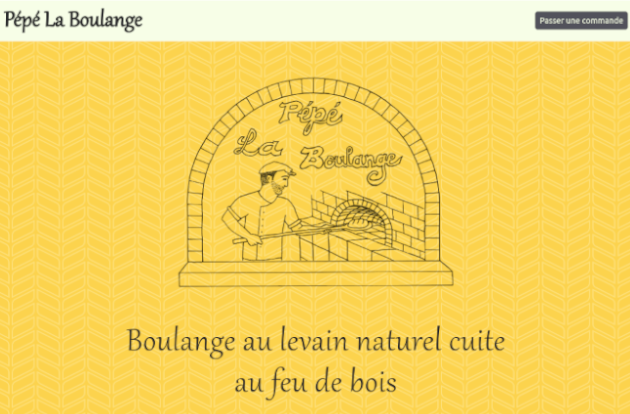 Pépé La Boulange
Passer une commande
Pépé
La Boulange
Boulange au levain naturel cuite
au feu de bois